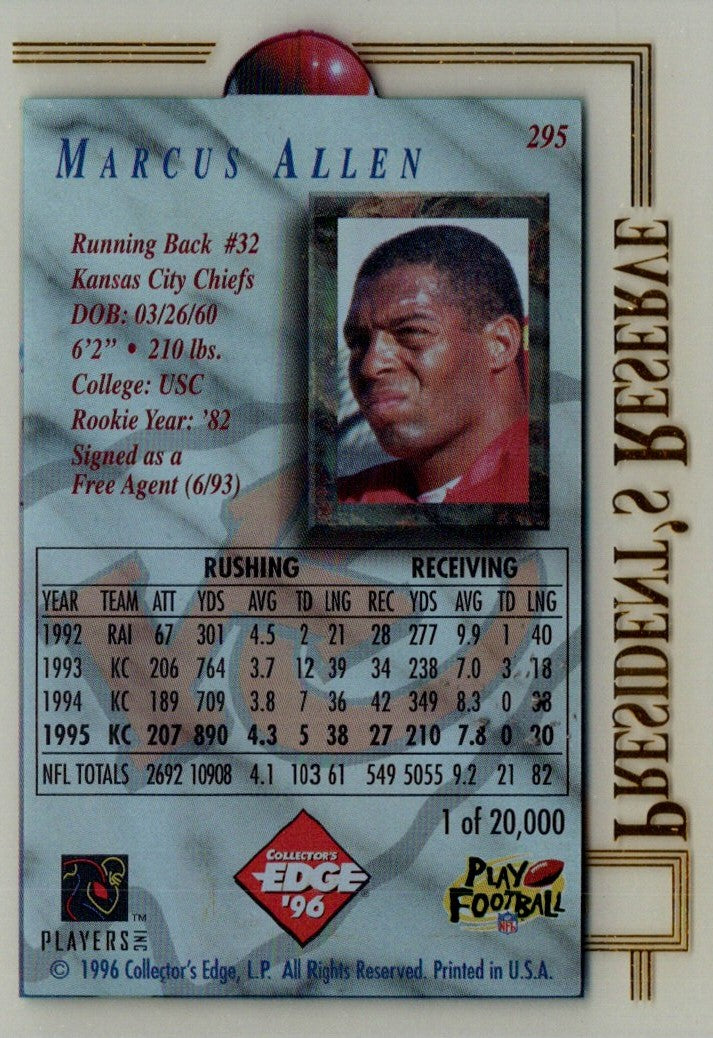 295
MARCUS ALLEN
Running Back #32
Kansas City Chiefs
DOB: 03/26/60
6'2" • 210 lbs.
College: USC
Rookie Year: '82
Signed as a
Free Agent (6/93)
RUSHING RECEIVING
YEAR TEAM ATT YDS AVG TD LNG REC YDS AVG TD LNG
1992 RAI 67 301 4.5 2 21 28 277 9.9 1 40
1993 KC 206 764 3.7 12 39 34 238 7.0 3 18
1994 KC 189 709 3.8 7 36 42 349 8.3 0 38
1995 KC 207 890 4.3 5 38 27 210 7.8 0 20
NFL TOTALS 2692 10908 4.1 103 61 549 5055 9.2 21 82
1 of 20,000
COLLECTOR'S
EDGE®
'96
PLAY
FOOTBALL
NFL
PLAYERS INC™
© 1996 Collector's Edge, L.P. All Rights Reserved. Printed in U.S.A.
PRESIDENT'S RESERVE